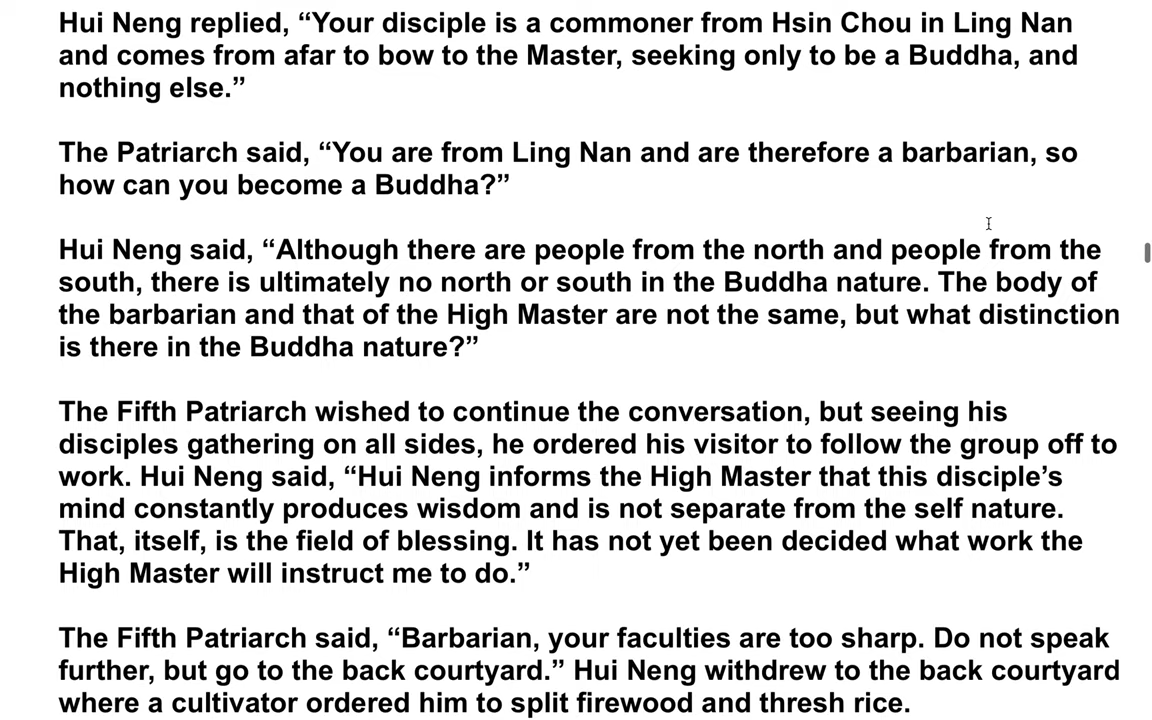 Hui Neng replied, “Your disciple is a commoner from Hsin Chou in Ling Nan
and comes from afar to bow to the Master, seeking only to be a Buddha, and
nothing else.”
The Patriarch said, “You are from Ling Nan and are therefore a barbarian, so
how can you become a Buddha?”
Hui Neng said, “Although there are people from the north and people from the
south, there is ultimately no north or south in the Buddha nature. The body of
the barbarian and that of the High Master are not the same, but what distinction
is there in the Buddha nature?”
The Fifth Patriarch wished to continue the conversation, but seeing his
disciples gathering on all sides, he ordered his visitor to follow the group off to
work. Hui Neng said, “Hui Neng informs the High Master that this disciple’s
mind constantly produces wisdom and is not separate from the self nature.
That, itself, is the field of blessing. It has not yet been decided what work the
High Master will instruct me to do.”
The Fifth Patriarch said, “Barbarian, your faculties are too sharp. Do not speak
further, but go to the back courtyard.” Hui Neng withdrew to the back courtyard
where a cultivator ordered him to split firewood and thresh rice.